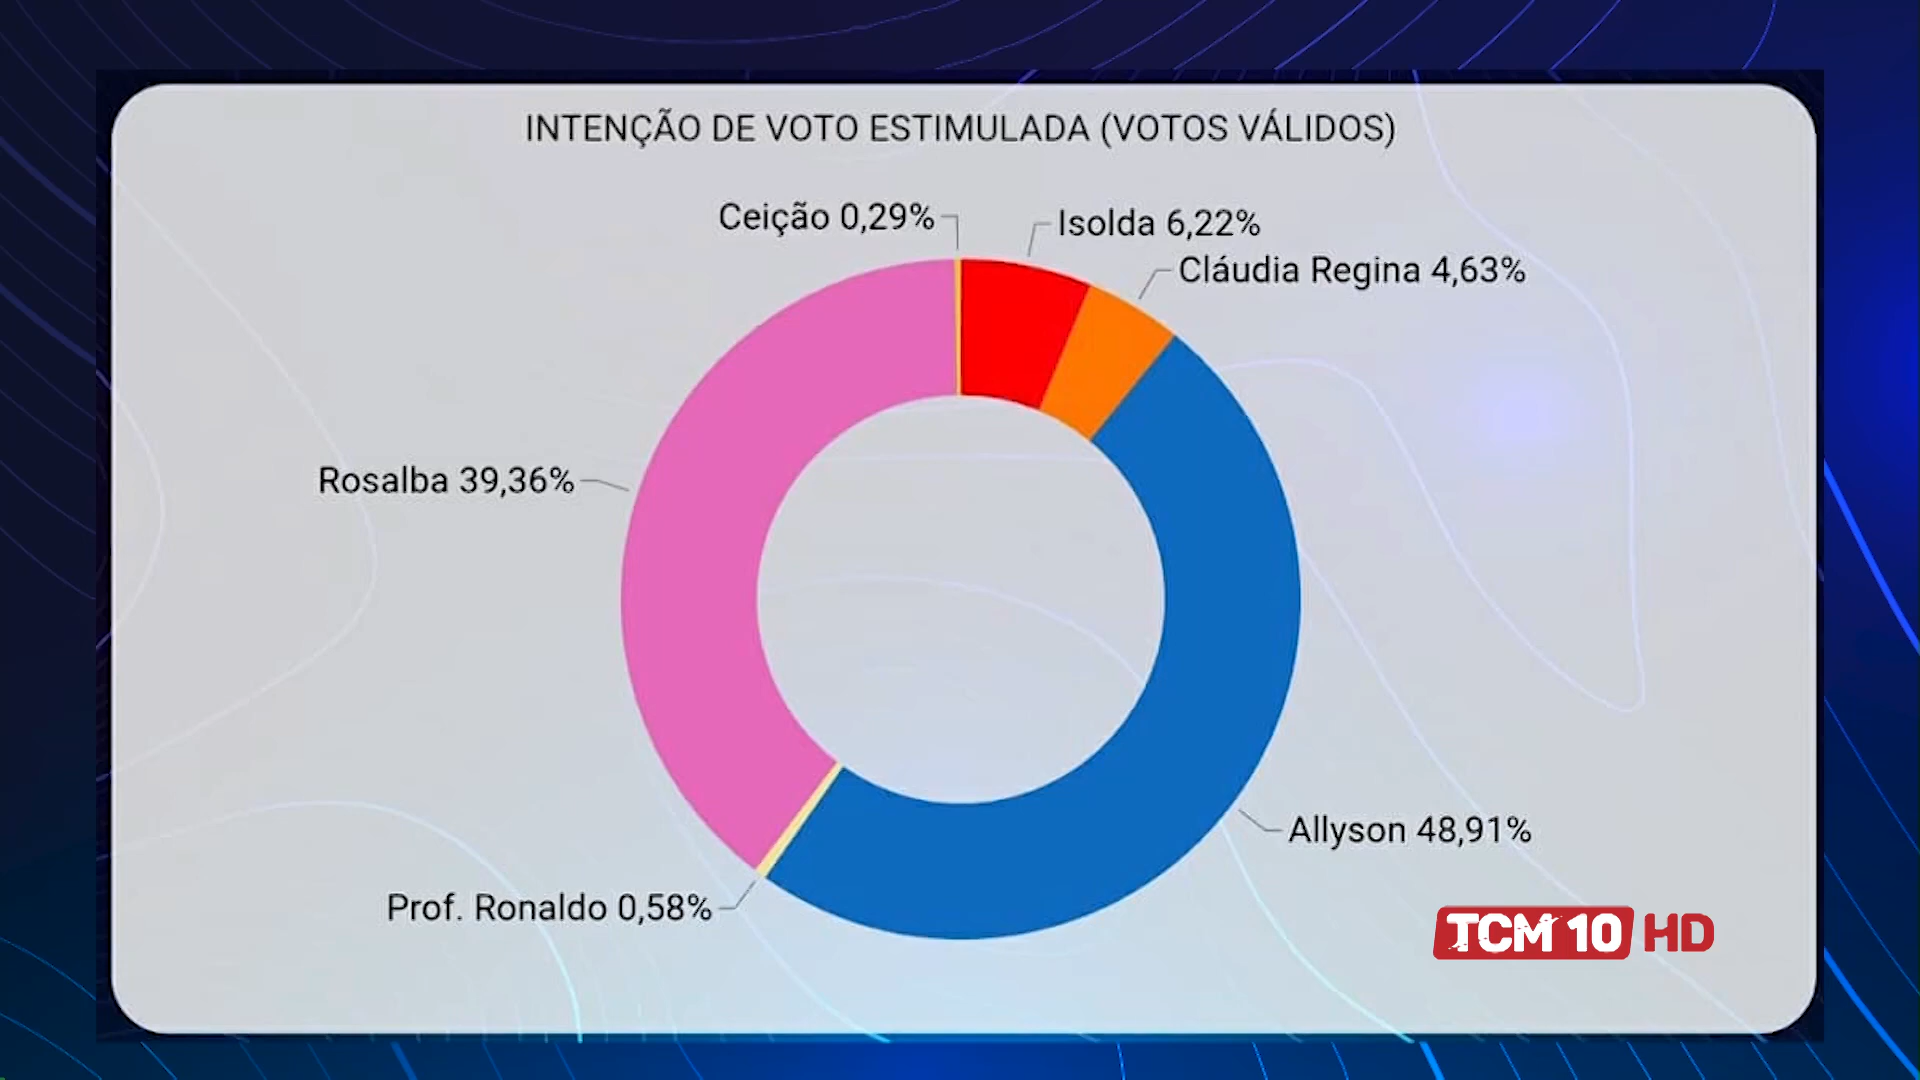 INTENÇÃO DE VOTO ESTIMULADA (VOTOS VÁLIDOS)
Ceição 0,29%
Isolda 6,22%
Cláudia Regina 4,63%
Rosalba 39,36%
Allyson 48,91%
Prof. Ronaldo 0,58%
TCM 10 HD